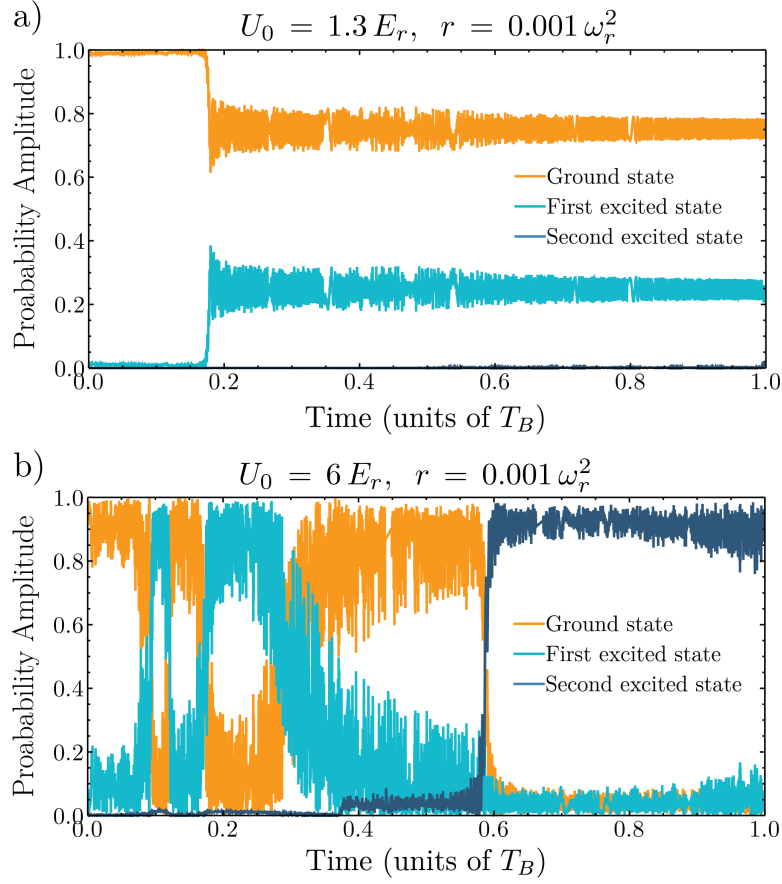 a)
U₀ = 1.3 Eᵣ, r = 0.001 ωᵣ²
Proabability Amplitude
1.0
0.8
0.6
0.4
0.2
0.0
Ground state
First excited state
Second excited state
0.0 0.2 0.4 0.6 0.8 1.0
Time (units of T_B)
b)
U₀ = 6 Eᵣ, r = 0.001 ωᵣ²
Proabability Amplitude
1.0
0.8
0.6
0.4
0.2
0.0
Ground state
First excited state
Second excited state
0.0 0.2 0.4 0.6 0.8 1.0
Time (units of T_B)